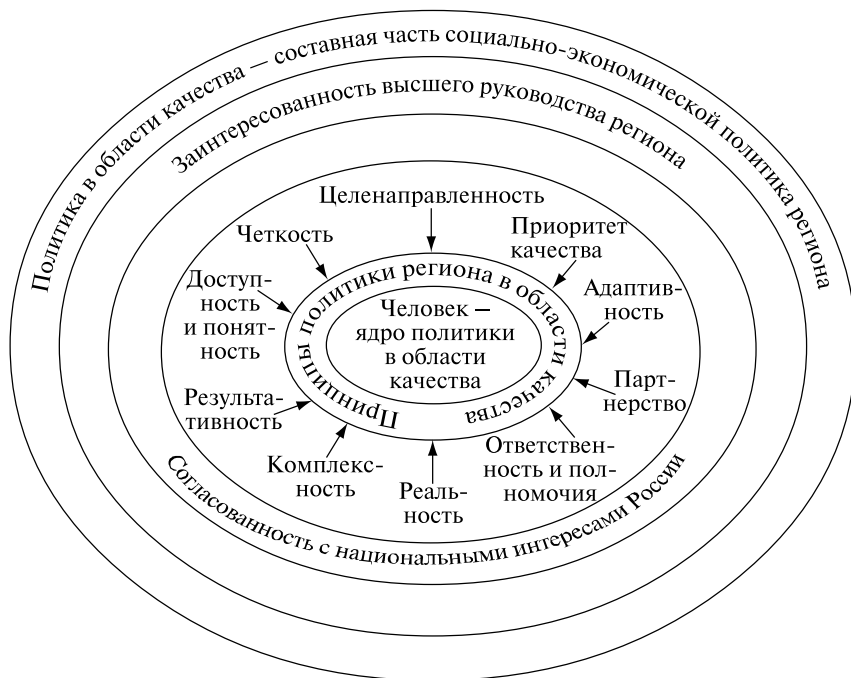 Политика в области качества – составная часть социально-экономической политика региона
Заинтересованность высшего руководства региона
Целенаправленность
Четкость
Приоритет
качества
Доступ-
ность
и понят-
ность
Адаптив-
ность
Принципы политики региона в области качества
Человек –
ядро политики
в области
качества
Результа-
тивность
Парт-
нерство
Комплекс-
ность
Реаль-
ность
Ответствен-
ность и пол-
номочия
Согласованность с национальными интересами России